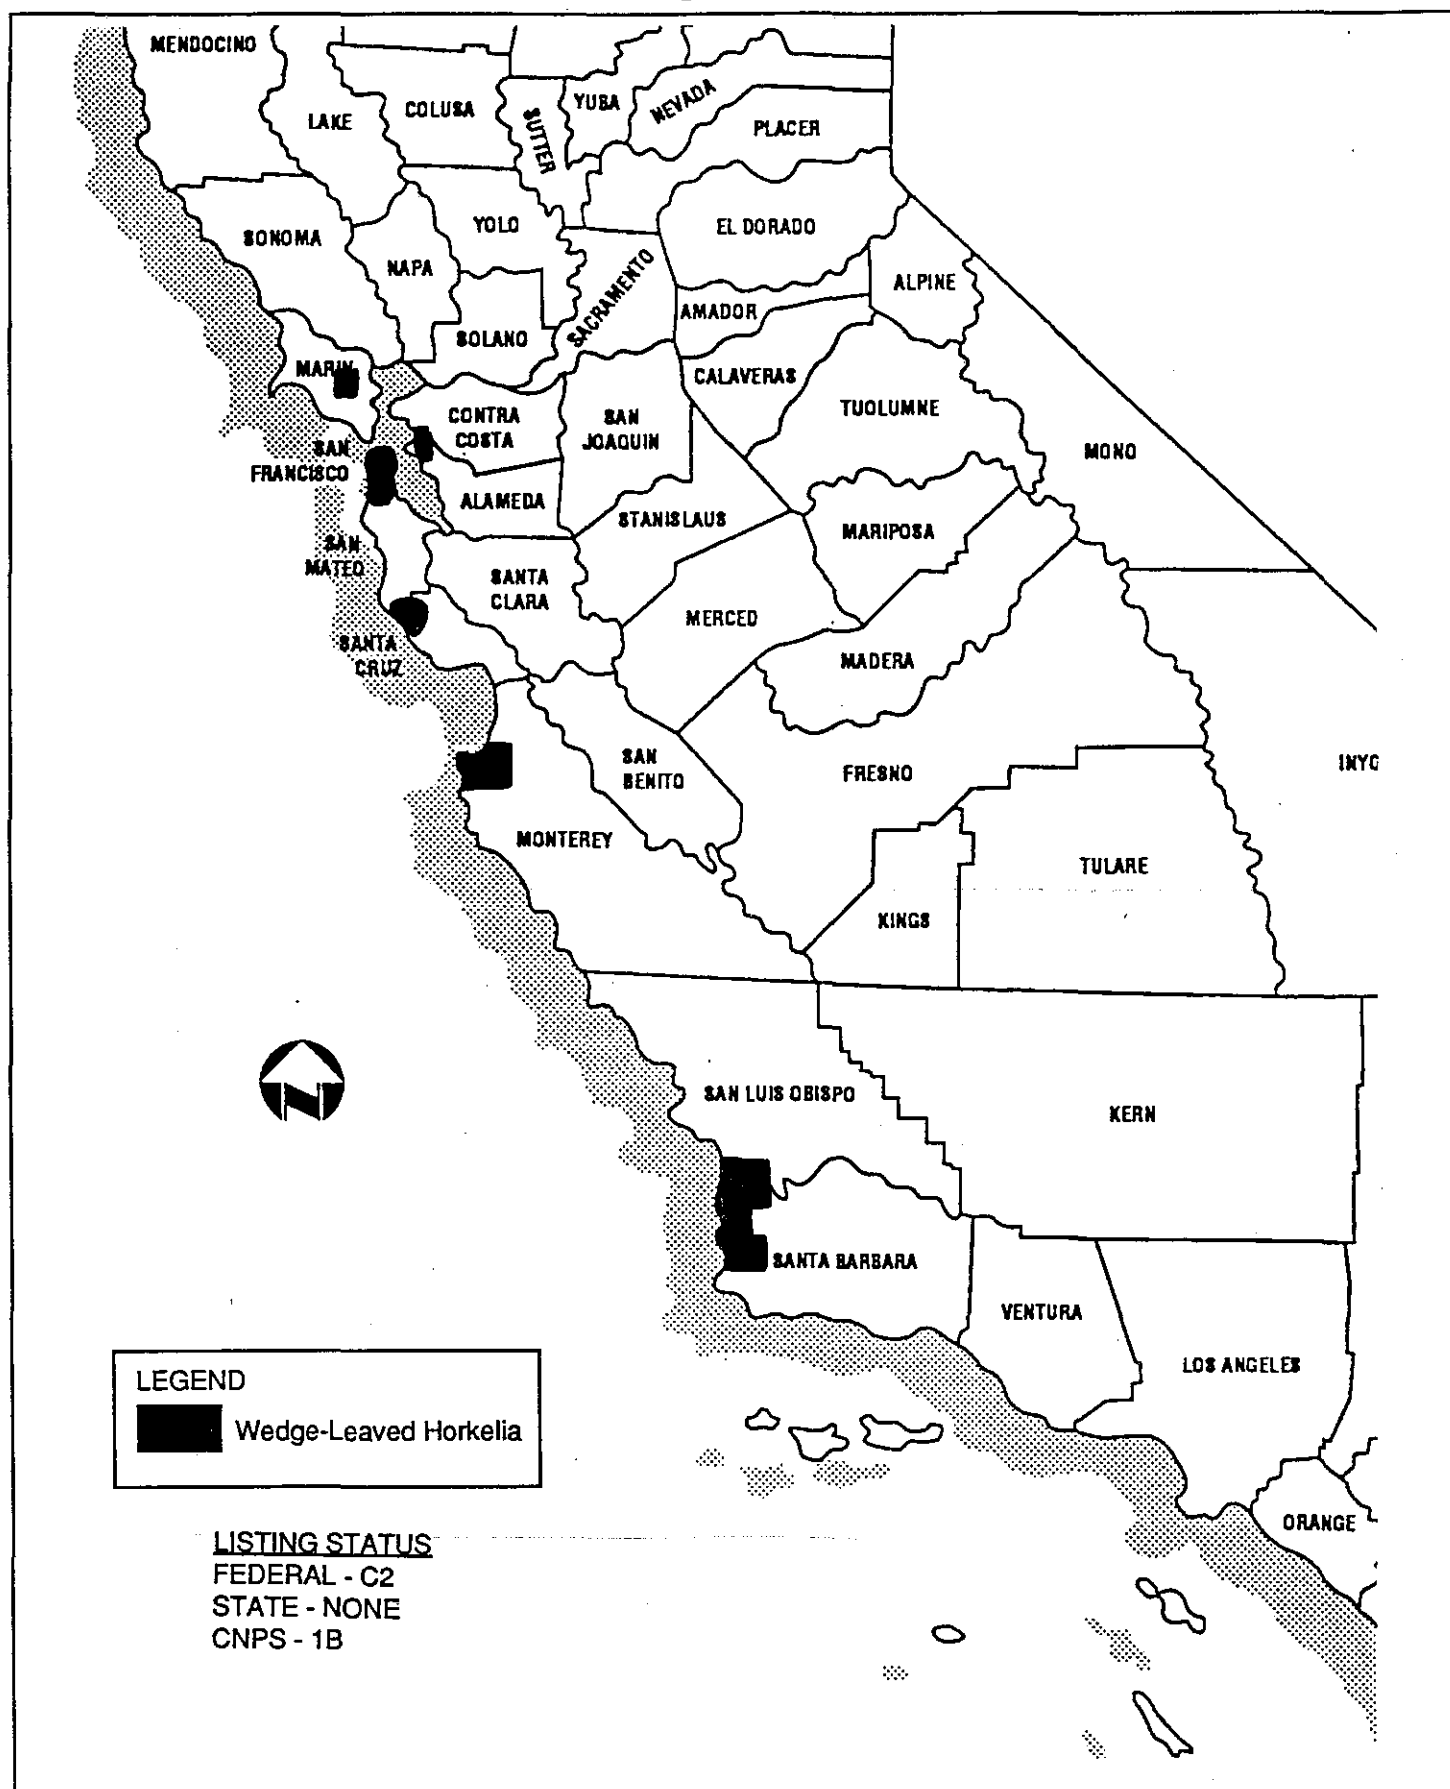 MENDOCINO
LAKE
COLUSA
SUTTER
YUBA
NEVADA
PLACER
SONOMA
NAPA
YOLO
EL DORADO
SACRAMENTO
ALPINE
AMADOR
SOLANO
MARIN
CALAVERAS
CONTRA
COSTA
SAN
JOAQUIN
TUOLUMNE
MONO
SAN
FRANCISCO
ALAMEDA
STANISLAUS
MARIPOSA
SAN
MATEO
SANTA
CLARA
MERCED
SANTA
CRUZ
MADERA
SAN
BENITO
FRESNO
INYO
MONTEREY
TULARE
KINGS
N
SAN LUIS OBISPO
KERN
SANTA BARBARA
VENTURA
LOS ANGELES
ORANGE
LEGEND
Wedge-Leaved Horkelia
LISTING STATUS
FEDERAL - C2
STATE - NONE
CNPS - 1B